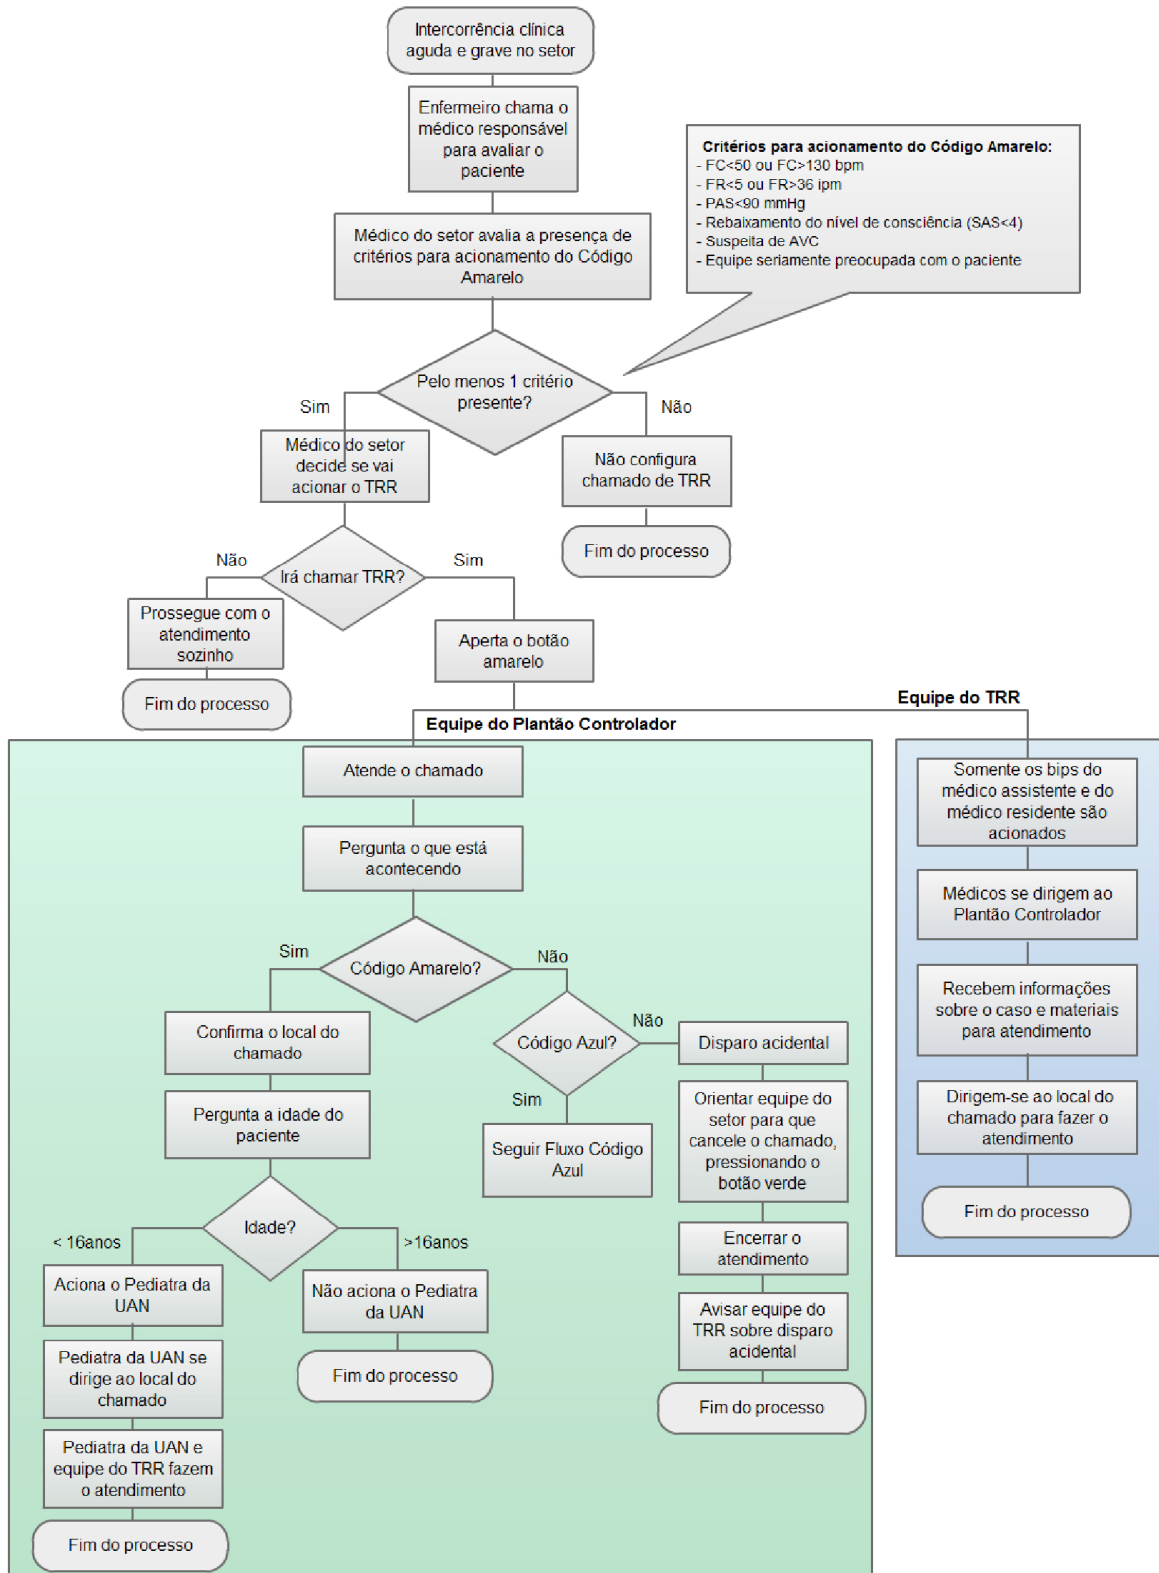 Intercorrência clínica
aguda e grave no setor
Enfermeiro chama o
médico responsável
para avaliar o
paciente
Critérios para acionamento do Código Amarelo:
- FC<50 ou FC>130 bpm
- FR<5 ou FR>36 ipm
- PAS<90 mmHg
- Rebaixamento do nível de consciência (SAS<4)
- Suspeita de AVC
- Equipe seriamente preocupada com o paciente
Médico do setor avalia a presença de
critérios para acionamento do Código
Amarelo
Pelo menos 1 critério
presente?
Sim
Não
Médico do setor
decide se vai
acionar o TRR
Não configura
chamado de TRR
Fim do processo
Irá chamar TRR?
Não
Sim
Prossegue com o
atendimento
sozinho
Fim do processo
Aperta o botão
amarelo
Equipe do Plantão Controlador
Equipe do TRR
Atende o chamado
Pergunta o que está
acontecendo
Código Amarelo?
Sim
Não
Confirma o local do
chamado
Pergunta a idade do
paciente
Idade?
< 16anos
>16anos
Aciona o Pediatra da
UAN
Pediatra da UAN se
dirige ao local do
chamado
Pediatra da UAN e
equipe do TRR fazem
o atendimento
Fim do processo
Não aciona o Pediatra
da UAN
Fim do processo
Código Azul?
Não
Sim
Seguir Fluxo Código
Azul
Disparo acidental
Orientar equipe do
setor para que
cancele o chamado,
pressionando o
botão verde
Encerrar o
atendimento
Avisar equipe do
TRR sobre disparo
acidental
Fim do processo
Somente os bips do
médico assistente e do
médico residente são
acionados
Médicos se dirigem ao
Plantão Controlador
Recebem informações
sobre o caso e materiais
para atendimento
Dirigem-se ao local do
chamado para fazer o
atendimento
Fim do processo